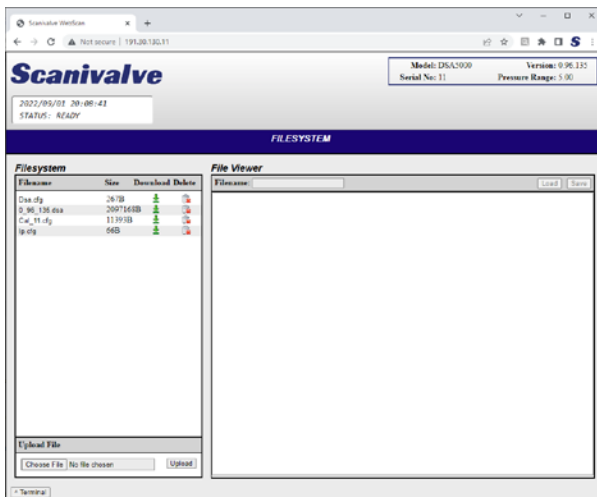 Scanivalve WebScan
Not secure | 191.30.130.11
Scanivalve
Model: DSA5000 Version: 0.96.135
Serial No: 11 Pressure Range: 5.00
2022/09/01 20:08:41
STATUS: READY
FILESYSTEM
Filesystem
Filename Size Download Delete
Dsa.cfg 267B
0_96_136.dsa 2097168B
Cal_11.cfg 11393B
Ip.cfg 66B
Upload File
Choose File No file chosen Upload
File Viewer
Filename: Load Save
^ Terminal